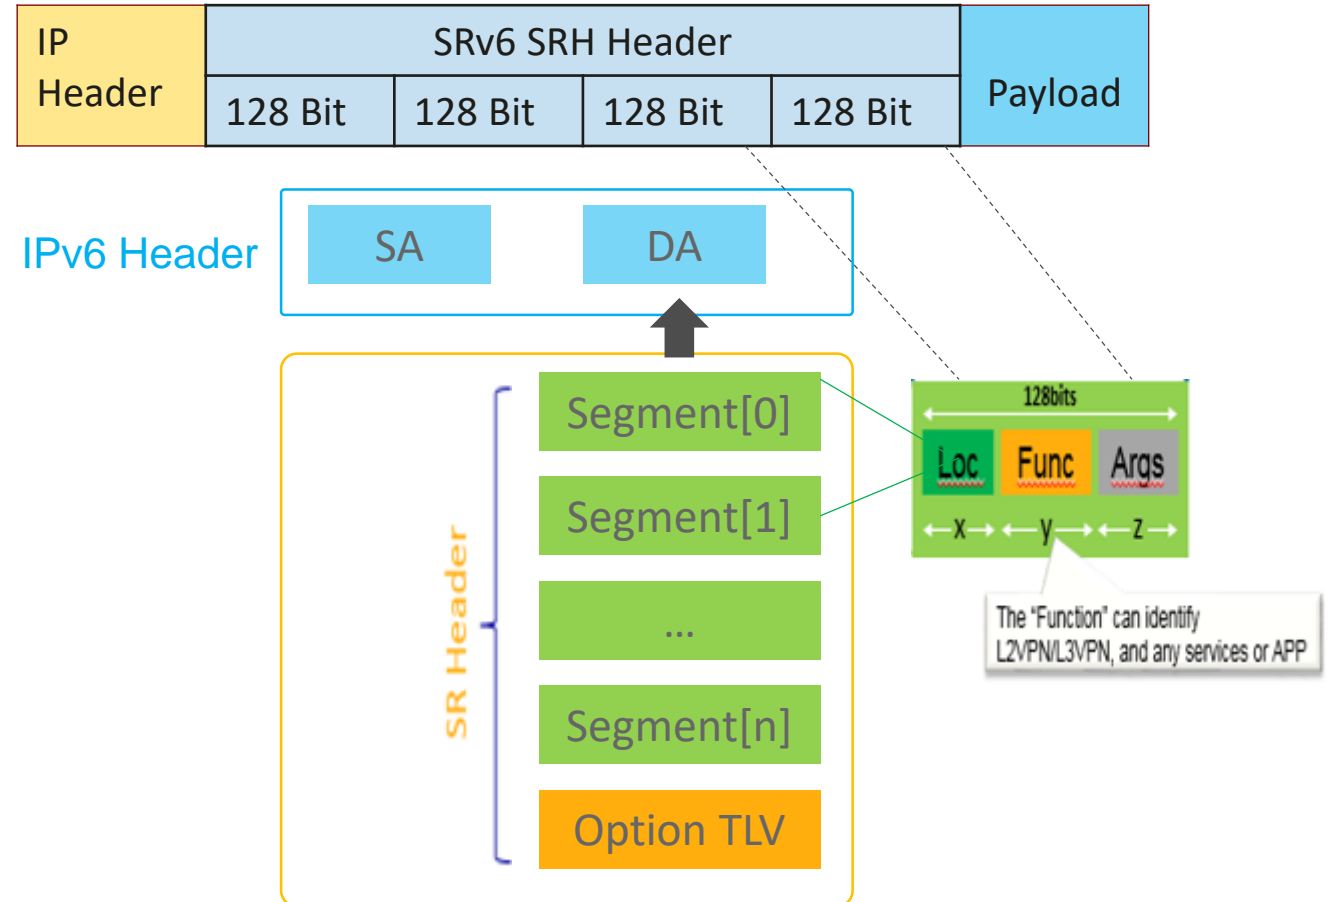 IP
Header
SRv6 SRH Header
128 Bit
128 Bit
128 Bit
128 Bit
Payload
IPv6 Header
SA
DA
SR Header
Segment[0]
Segment[1]
...
Segment[n]
Option TLV
128bits
Loc
Func
Args
x
y
z
The “Function” can identify
L2VPN/L3VPN, and any services or APP